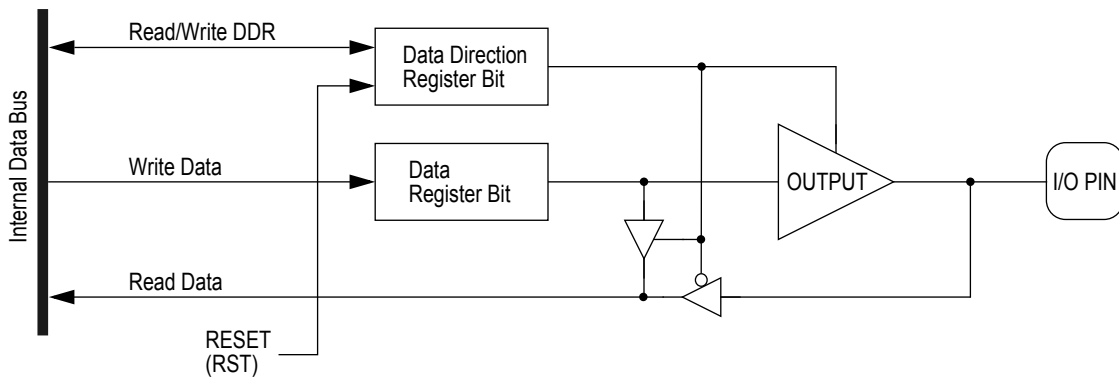 Read/Write DDR
Data Direction
Register Bit
Internal Data Bus
Write Data
Data
Register Bit
OUTPUT
I/O PIN
Read Data
RESET
(RST)